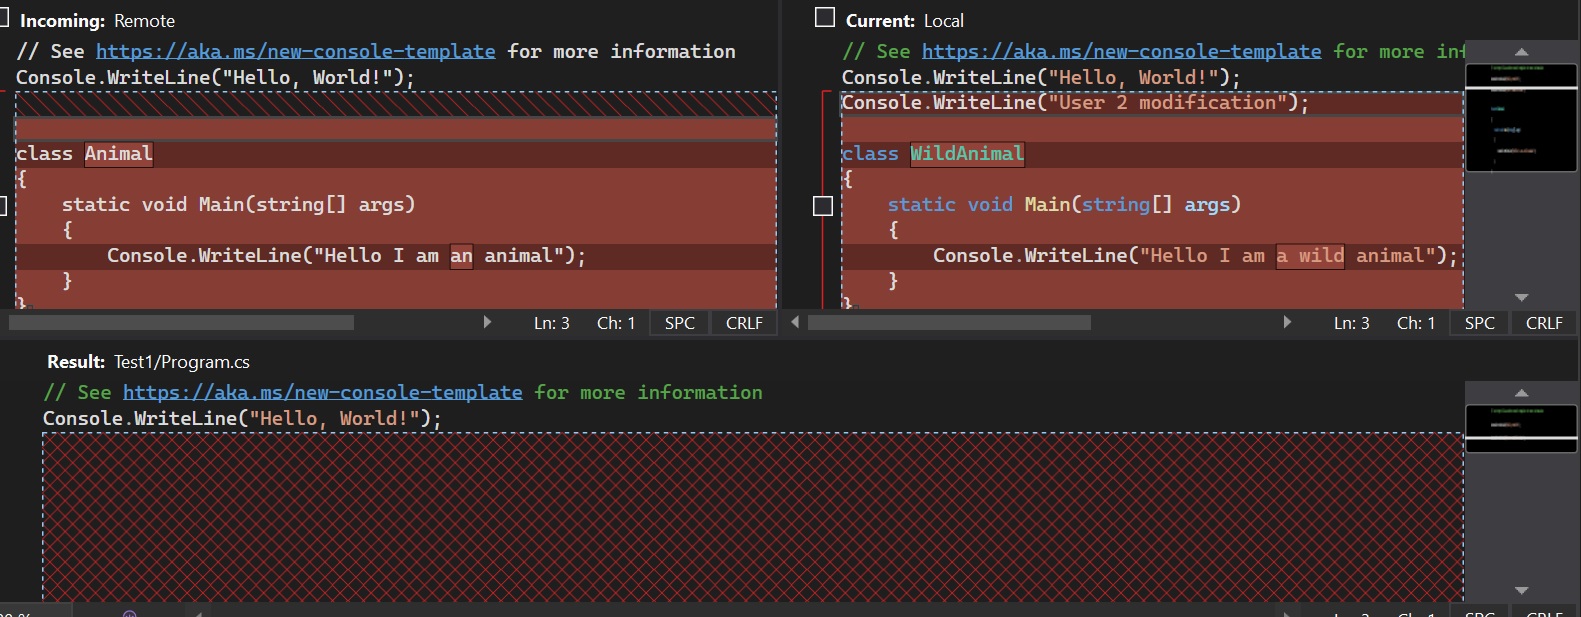 Incoming: Remote
// See https://aka.ms/new-console-template for more information
Console.WriteLine("Hello, World!");
class Animal
{
    static void Main(string[] args)
    {
        Console.WriteLine("Hello I am an animal");
    }
}
Ln: 3 Ch: 1 SPC CRLF
Current: Local
// See https://aka.ms/new-console-template for more inf
Console.WriteLine("Hello, World!");
Console.WriteLine("User 2 modification");
class WildAnimal
{
    static void Main(string[] args)
    {
        Console.WriteLine("Hello I am a wild animal");
    }
}
Ln: 3 Ch: 1 SPC CRLF
Result: Test1/Program.cs
// See https://aka.ms/new-console-template for more information
Console.WriteLine("Hello, World!");
SPC CRLF